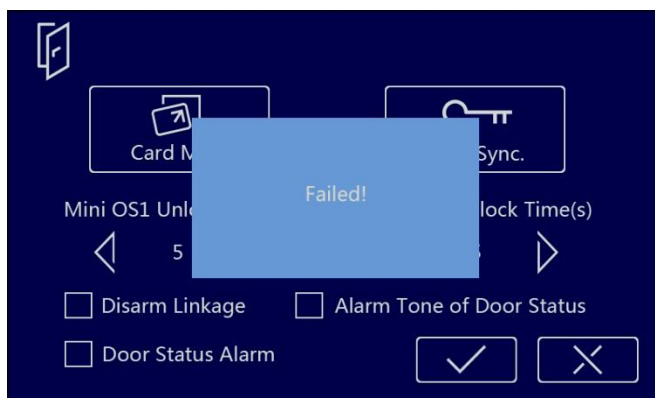 Card M
Sync.
Failed!
Mini OS1 Unl
lock Time(s)
5
Disarm Linkage
Alarm Tone of Door Status
Door Status Alarm